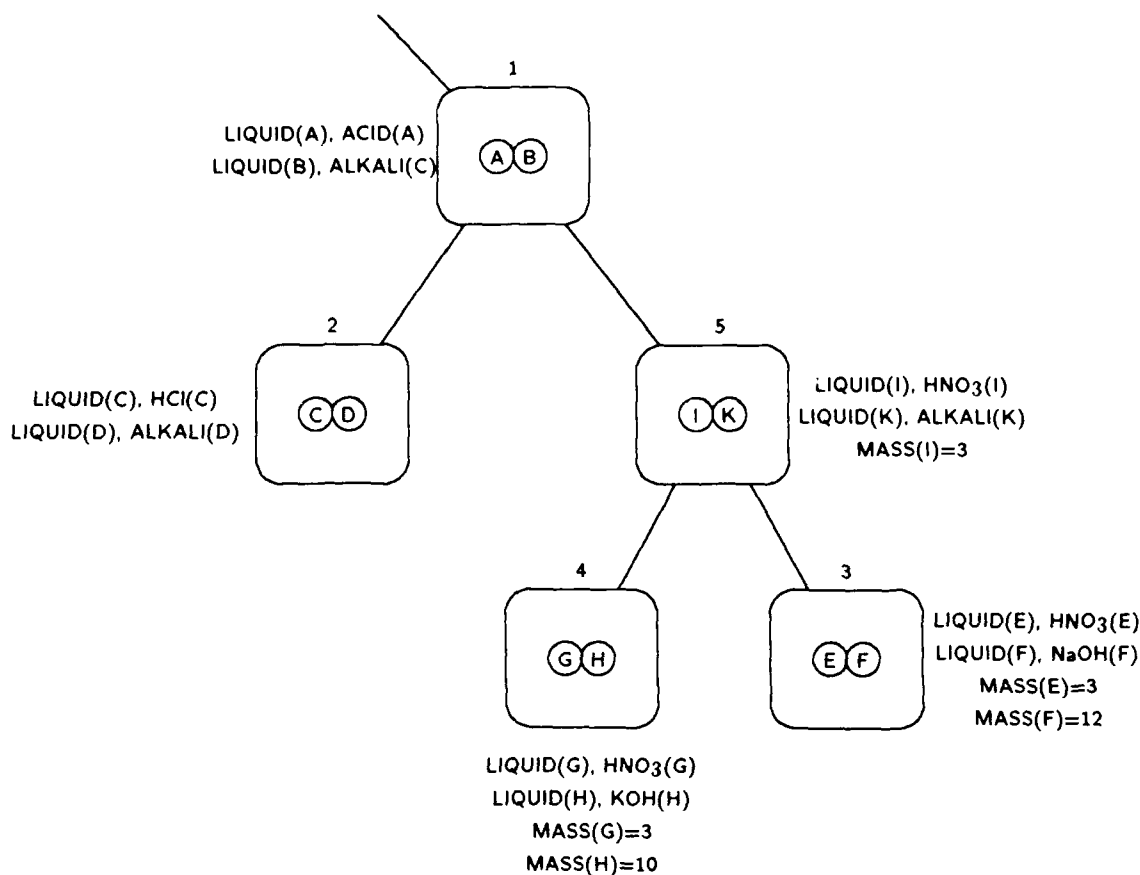 1
LIQUID(A), ACID(A)
LIQUID(B), ALKALI(C)
A B
2
LIQUID(C), HCl(C)
LIQUID(D), ALKALI(D)
C D
5
I K
LIQUID(I), HNO3(I)
LIQUID(K), ALKALI(K)
MASS(I)=3
4
G H
LIQUID(G), HNO3(G)
LIQUID(H), KOH(H)
MASS(G)=3
MASS(H)=10
3
E F
LIQUID(E), HNO3(E)
LIQUID(F), NaOH(F)
MASS(E)=3
MASS(F)=12